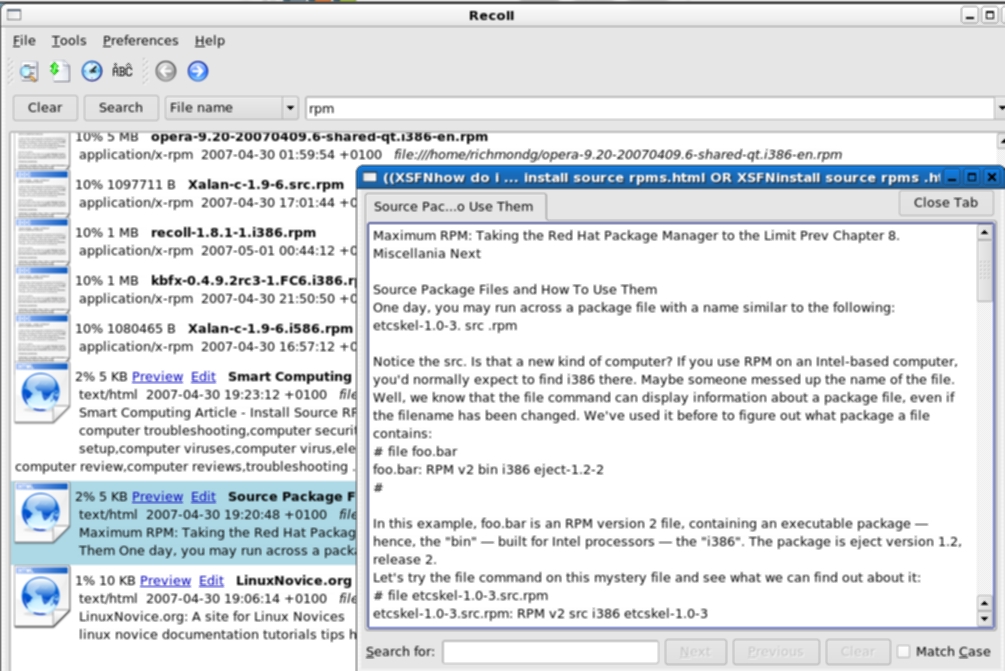 Recoll
File Tools Preferences Help
ABC
Clear Search File name rpm
10% 5 MB opera-9.20-20070409.6-shared-qt.i386-en.rpm
application/x-rpm 2007-04-30 01:59:54 +0100 file:///home/richmondg/opera-9.20-20070409.6-shared-qt.i386-en.rpm
10% 1097711 B Xalan-c-1.9-6.src.rpm
application/x-rpm 2007-04-30 17:01:44 +0
10% 1 MB recoll-1.8.1-1.i386.rpm
application/x-rpm 2007-05-01 00:44:12 +0
10% 1 MB kbfx-0.4.9.2rc3-1.FC6.i386.r
application/x-rpm 2007-04-30 21:50:50 +0
10% 1080465 B Xalan-c-1.9-6.i586.rpm
application/x-rpm 2007-04-30 16:57:12 +0
2% 5 KB Preview Edit Smart Computing
text/html 2007-04-30 19:23:12 +0100 file
Smart Computing Article - Install Source RP
computer troubleshooting,computer securit
setup,computer viruses,computer virus,ele
computer review,computer reviews,troubleshooting .
2% 5 KB Preview Edit Source Package F
text/html 2007-04-30 19:20:48 +0100 file
Maximum RPM: Taking the Red Hat Packag
Them One day, you may run across a packa
1% 10 KB Preview Edit LinuxNovice.org
text/html 2007-04-30 19:06:14 +0100 file
LinuxNovice.org: A site for Linux Novices
linux novice documentation tutorials tips h
((XSFNhow do i ... install source rpms.html OR XSFNinstall source rpms .ht
Source Pac...o Use Them Close Tab
Maximum RPM: Taking the Red Hat Package Manager to the Limit Prev Chapter 8.
Miscellania Next
Source Package Files and How To Use Them
One day, you may run across a package file with a name similar to the following:
etcskel-1.0-3. src .rpm
Notice the src. Is that a new kind of computer? If you use RPM on an Intel-based computer,
you'd normally expect to find i386 there. Maybe someone messed up the name of the file.
Well, we know that the file command can display information about a package file, even if
the filename has been changed. We've used it before to figure out what package a file
contains:
# file foo.bar
foo.bar: RPM v2 bin i386 eject-1.2-2
#
In this example, foo.bar is an RPM version 2 file, containing an executable package —
hence, the "bin" — built for Intel processors — the "i386". The package is eject version 1.2,
release 2.
Let's try the file command on this mystery file and see what we can find out about it:
# file etcskel-1.0-3.src.rpm
etcskel-1.0-3.src.rpm: RPM v2 src i386 etcskel-1.0-3
Search for: Next Previous Clear Match Case